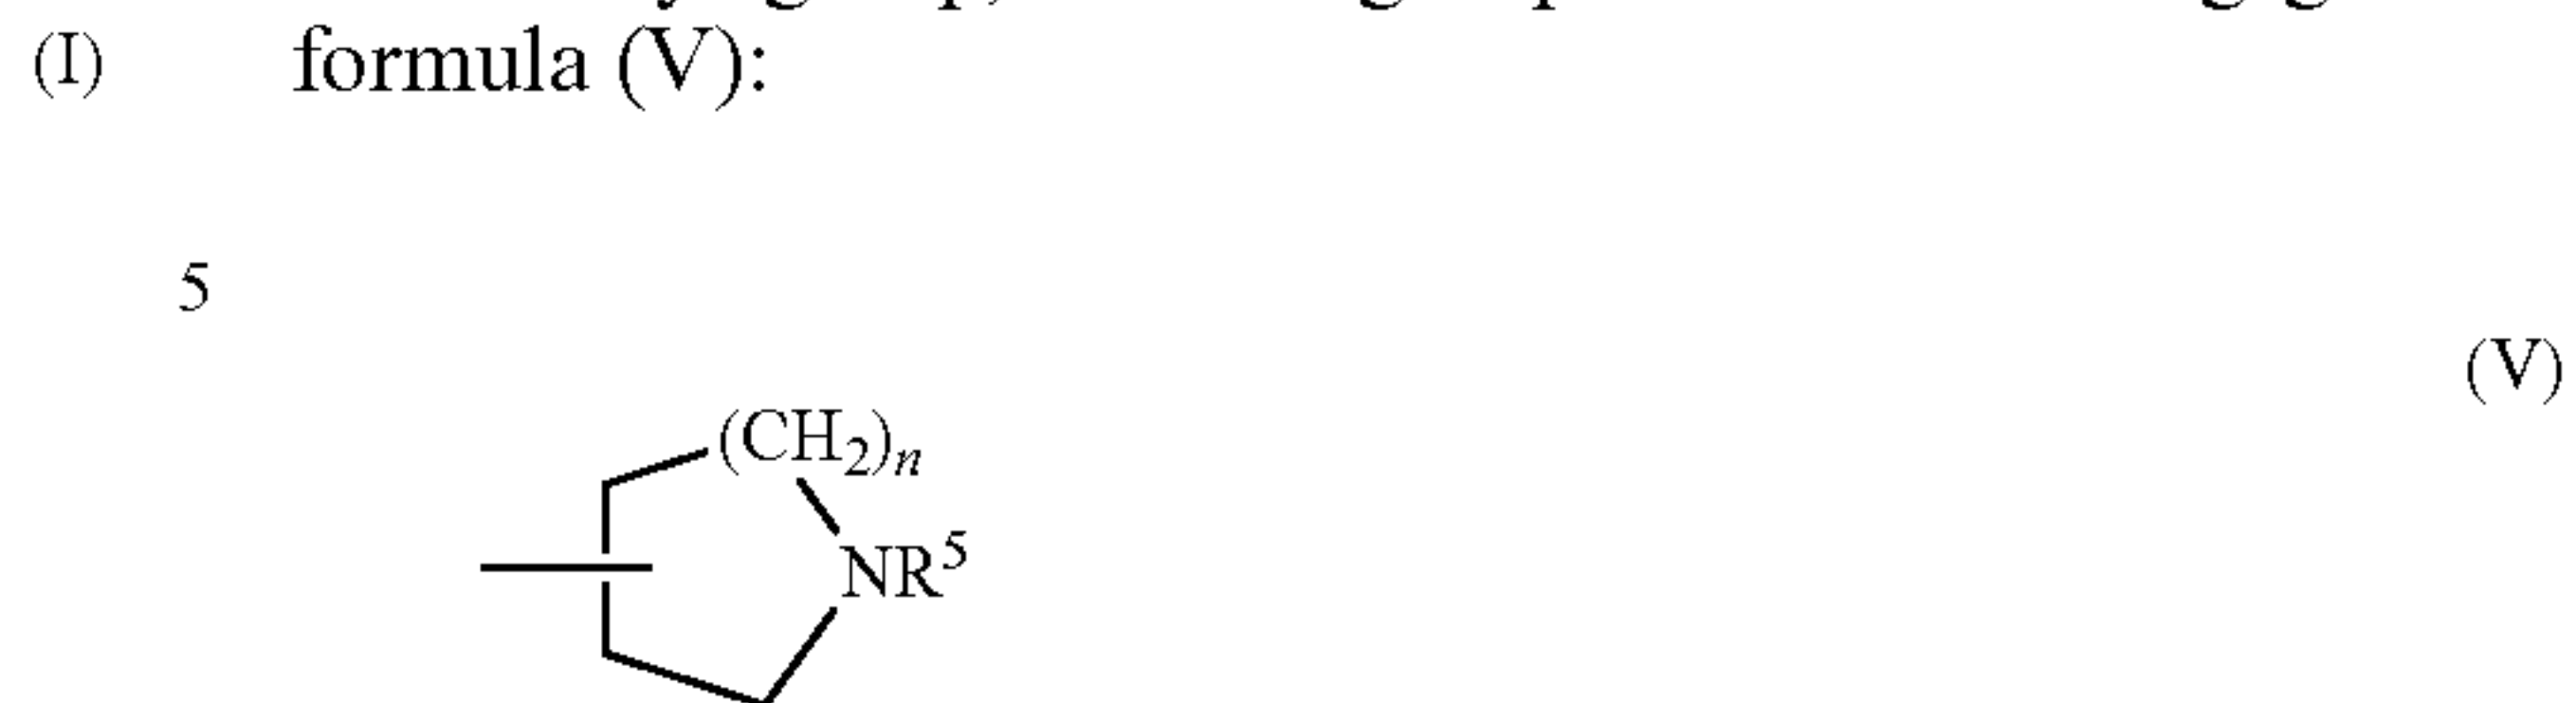 (I) formula (V):
5
(V)
(CH₂)ₙ
NR⁵